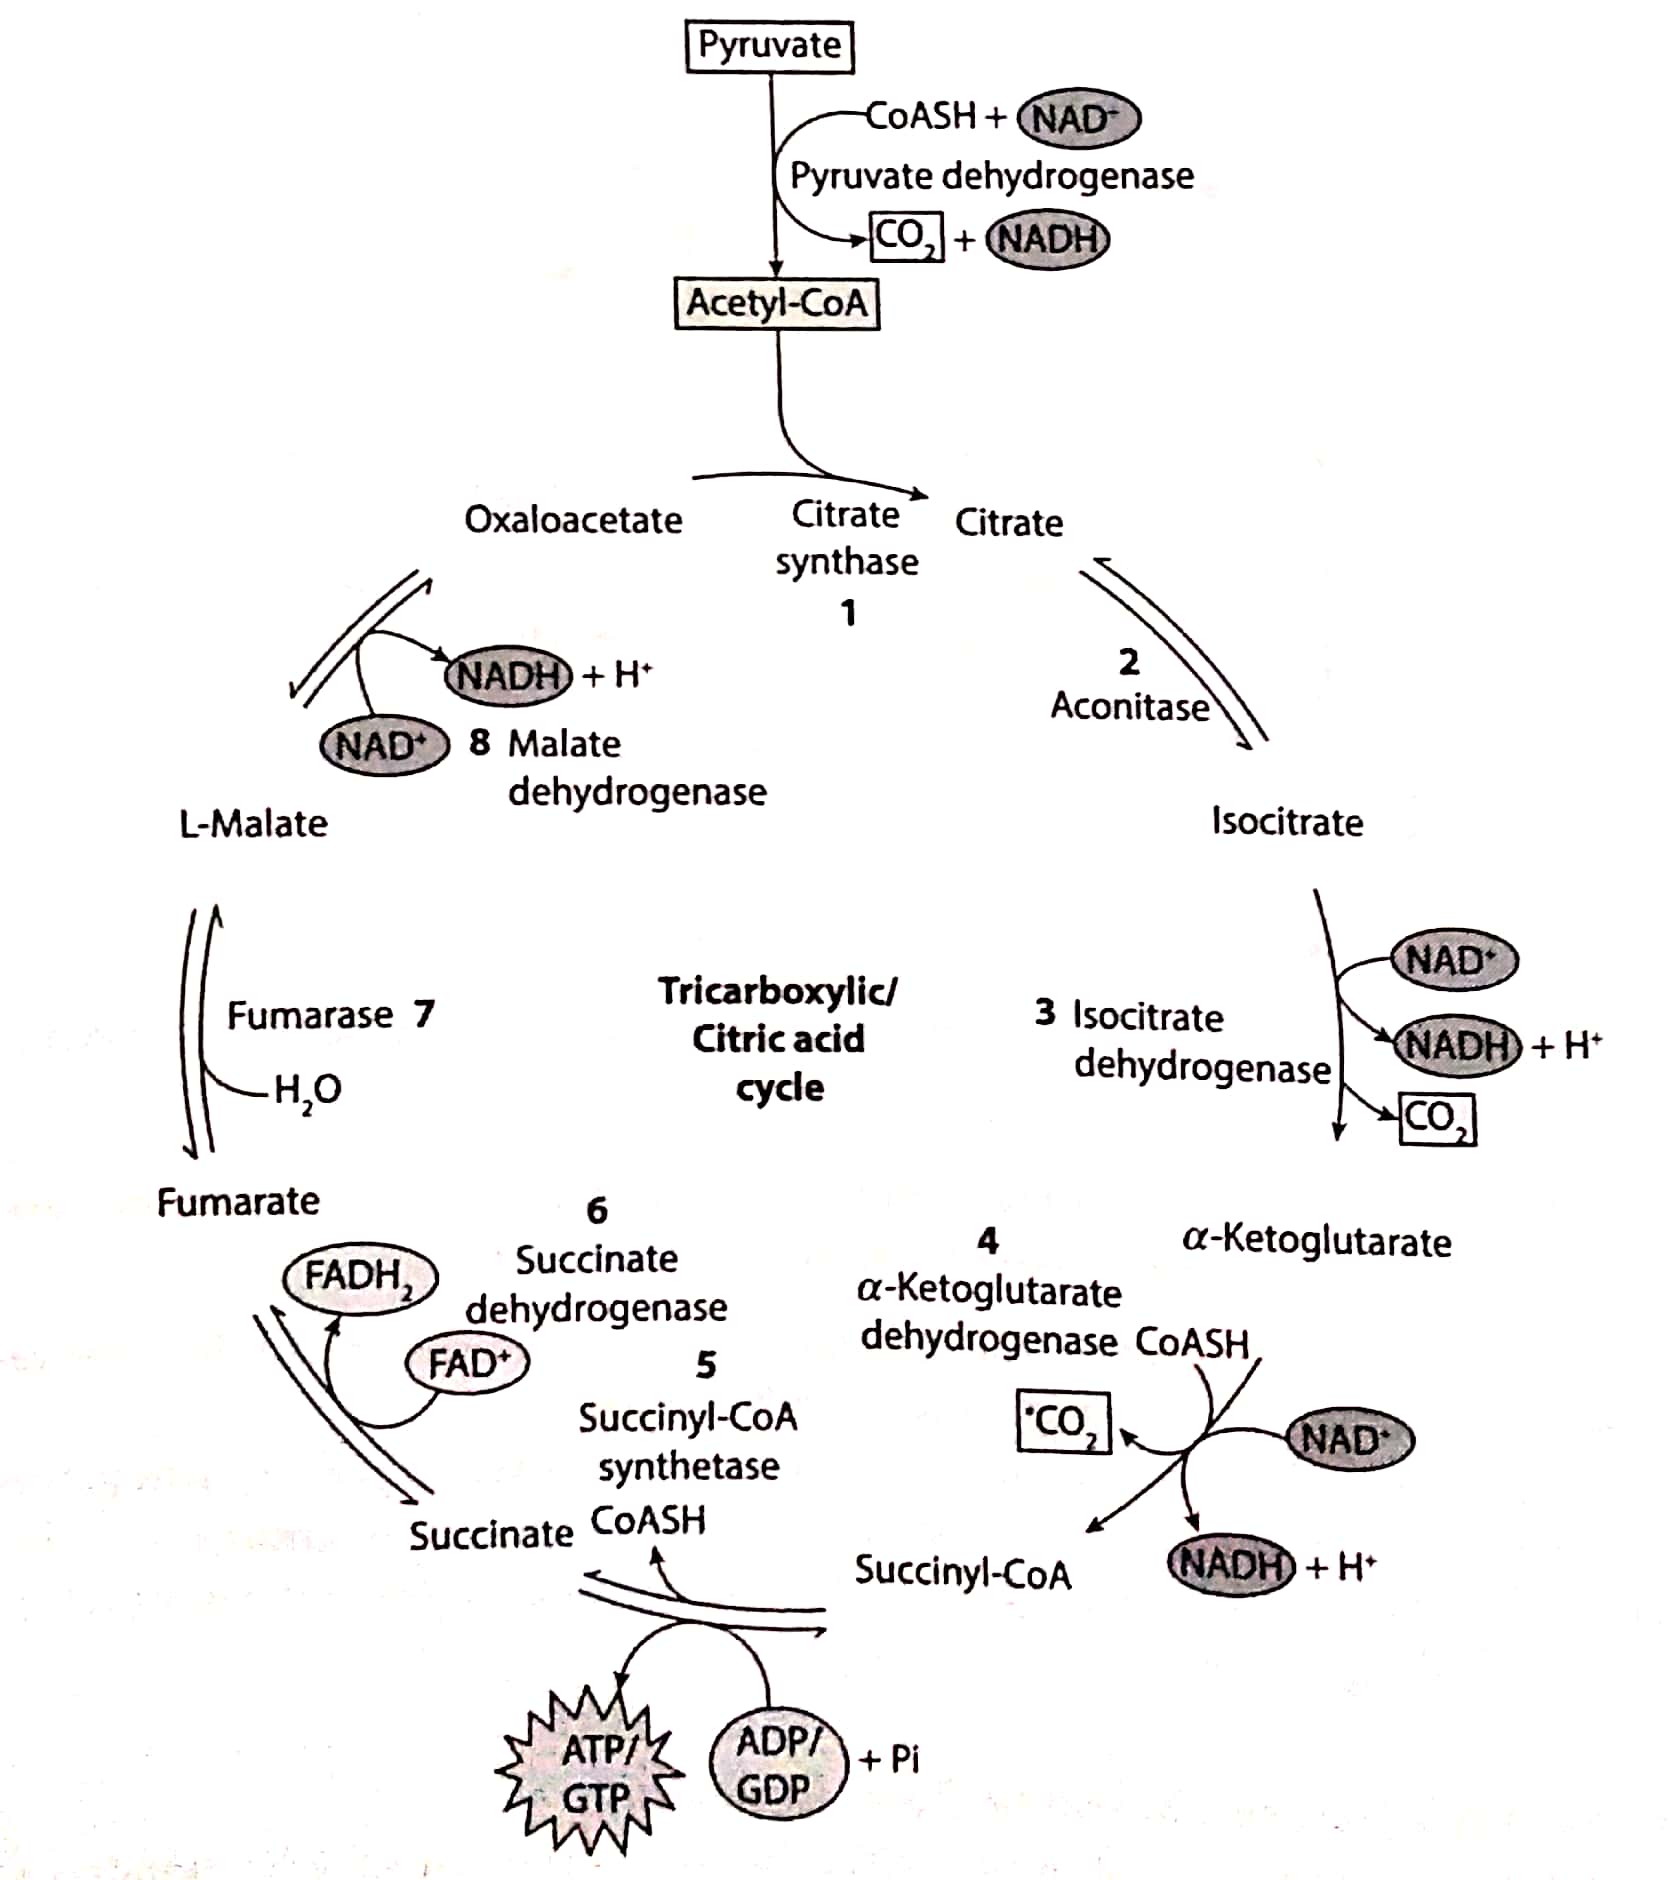 Pyruvate
CoASH + NAD⁺
Pyruvate dehydrogenase
CO₂ + NADH
Acetyl-CoA
Oxaloacetate
Citrate
synthase
1
Citrate
NADH + H⁺
NAD⁺
8 Malate
dehydrogenase
2
Aconitase
L-Malate
Isocitrate
Fumarase 7
H₂O
Tricarboxylic/
Citric acid
cycle
3 Isocitrate
dehydrogenase
NAD⁺
NADH + H⁺
CO₂
Fumarate
FADH₂
6
Succinate
dehydrogenase
FAD⁺
5
Succinyl-CoA
synthetase
4
α-Ketoglutarate
dehydrogenase
α-Ketoglutarate
CoASH
CO₂
NAD⁺
NADH + H⁺
Succinate
CoASH
Succinyl-CoA
ATP/
GTP
ADP/
GDP
+ Pi